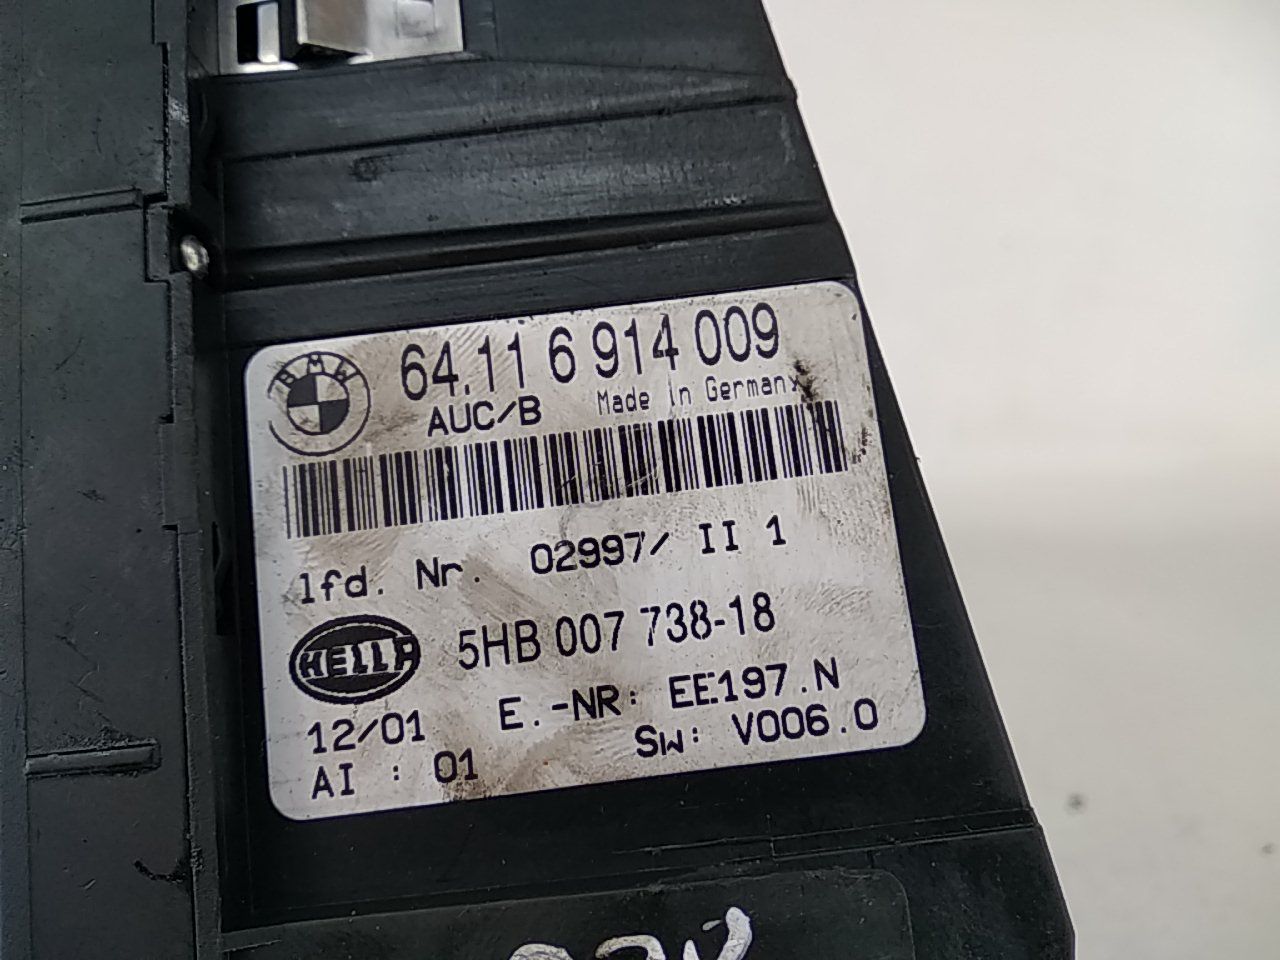 BMW
64.11 6 914 009
AUC/B Made in Germany
lfd. Nr. 02997/ II 1
HELLA 5HB 007 738-18
12/01 E.-NR: EE197.N
AI : 01 SW: V006.0